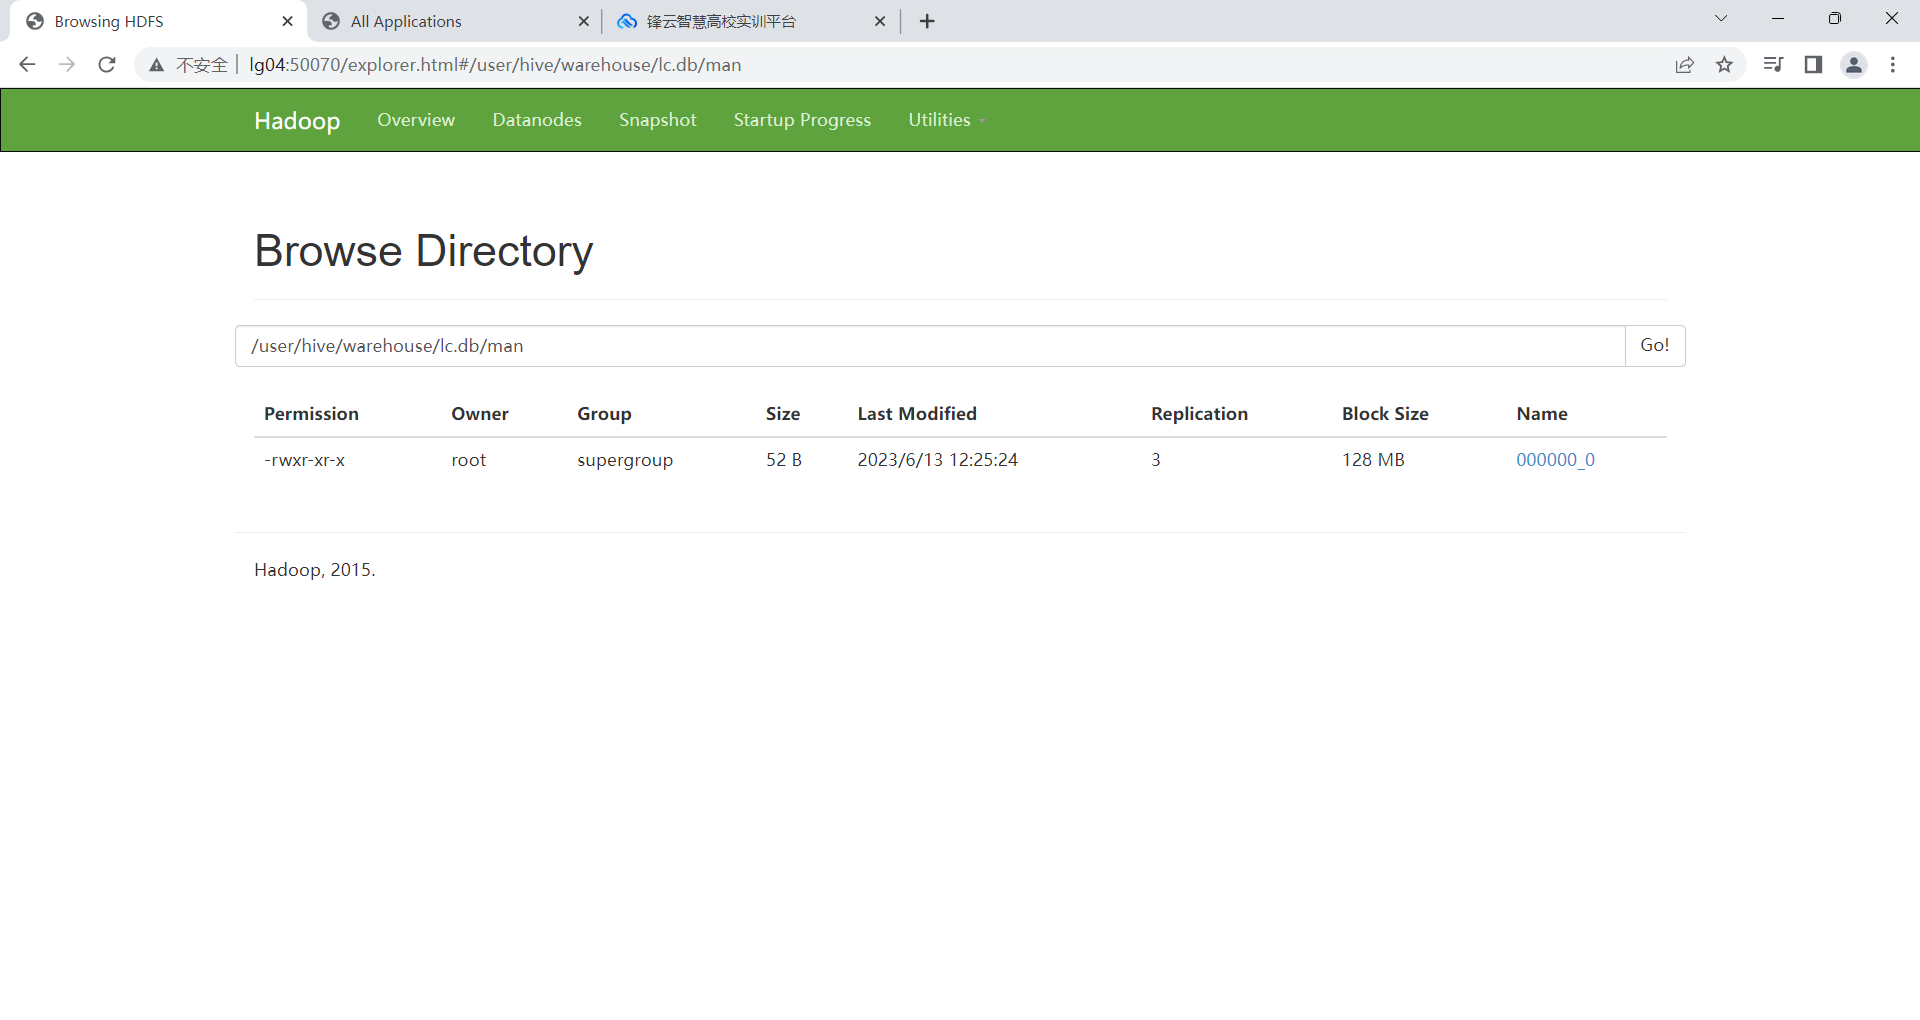 Browsing HDFS
All Applications
锋云智慧高校实训平台
不安全 lg04:50070/explorer.html#/user/hive/warehouse/lc.db/man
Hadoop Overview Datanodes Snapshot Startup Progress Utilities
Browse Directory
/user/hive/warehouse/lc.db/man Go!
Permission Owner Group Size Last Modified Replication Block Size Name
-rwxr-xr-x root supergroup 52 B 2023/6/13 12:25:24 3 128 MB 000000_0
Hadoop, 2015.